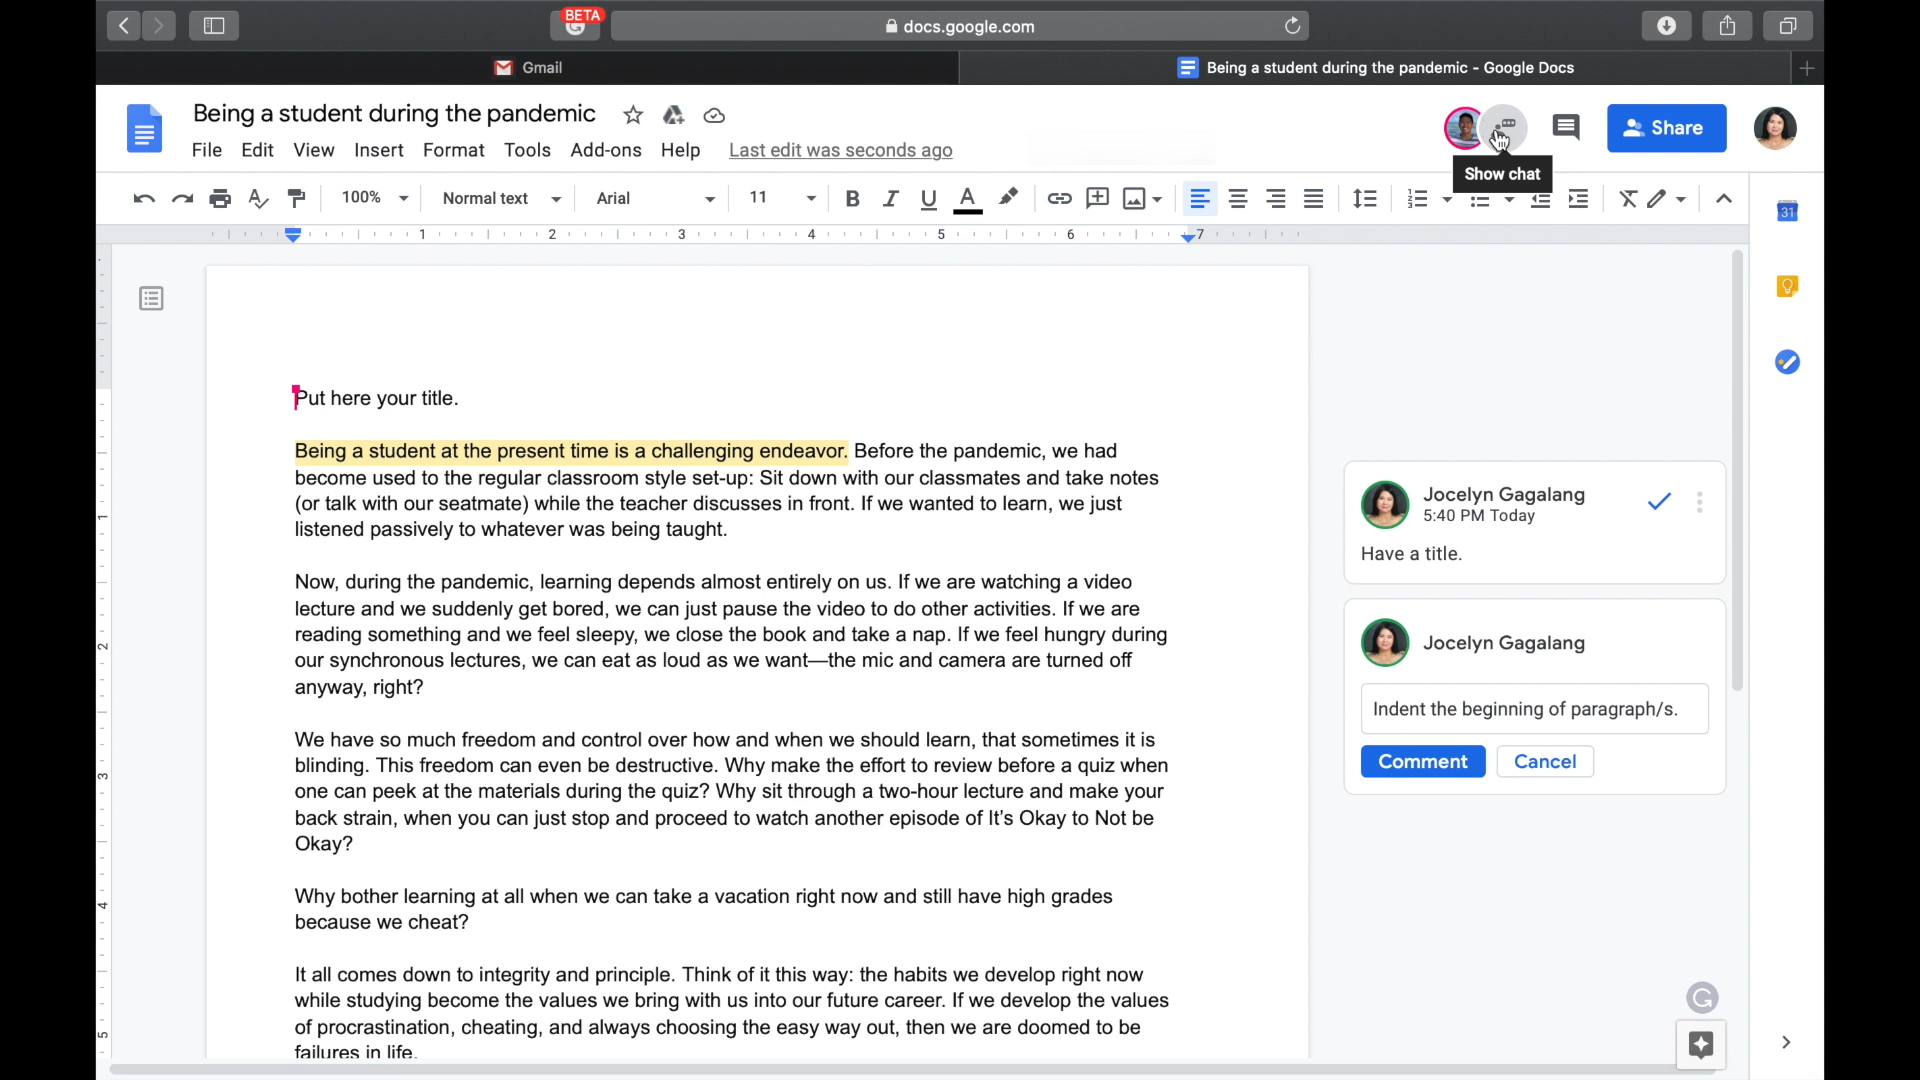 BETA
docs.google.com
Gmail
Being a student during the pandemic - Google Docs
Being a student during the pandemic
Share
File Edit View Insert Format Tools Add-ons Help Last edit was seconds ago
Show chat
100% Normal text Arial 11
1 2 3 4 5 6 7
31
Put here your title.
Being a student at the present time is a challenging endeavor. Before the pandemic, we had
become used to the regular classroom style set-up: Sit down with our classmates and take notes
(or talk with our seatmate) while the teacher discusses in front. If we wanted to learn, we just
listened passively to whatever was being taught.
Now, during the pandemic, learning depends almost entirely on us. If we are watching a video
lecture and we suddenly get bored, we can just pause the video to do other activities. If we are
reading something and we feel sleepy, we close the book and take a nap. If we feel hungry during
our synchronous lectures, we can eat as loud as we want—the mic and camera are turned off
anyway, right?
We have so much freedom and control over how and when we should learn, that sometimes it is
blinding. This freedom can even be destructive. Why make the effort to review before a quiz when
one can peek at the materials during the quiz? Why sit through a two-hour lecture and make your
back strain, when you can just stop and proceed to watch another episode of It's Okay to Not be
Okay?
Why bother learning at all when we can take a vacation right now and still have high grades
because we cheat?
It all comes down to integrity and principle. Think of it this way: the habits we develop right now
while studying become the values we bring with us into our future career. If we develop the values
of procrastination, cheating, and always choosing the easy way out, then we are doomed to be
failures in life.
Jocelyn Gagalang
5:40 PM Today
Have a title.
Jocelyn Gagalang
Indent the beginning of paragraph/s.
Comment Cancel
1
2
3
4
5